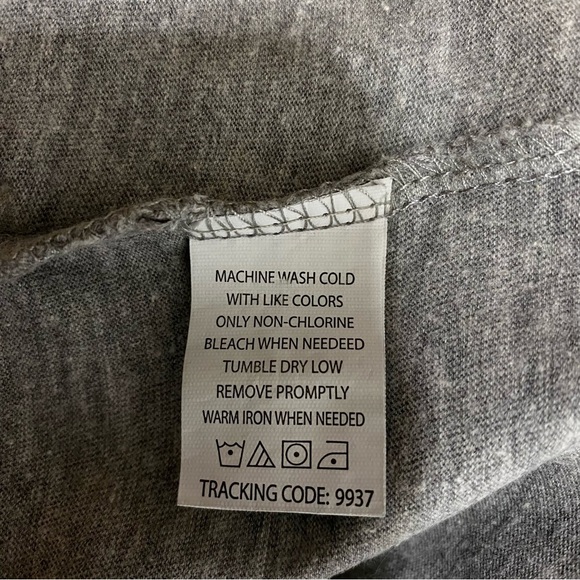 MACHINE WASH COLD
WITH LIKE COLORS
ONLY NON-CHLORINE
BLEACH WHEN NEEDEED
TUMBLE DRY LOW
REMOVE PROMPTLY
WARM IRON WHEN NEEDED
TRACKING CODE: 9937